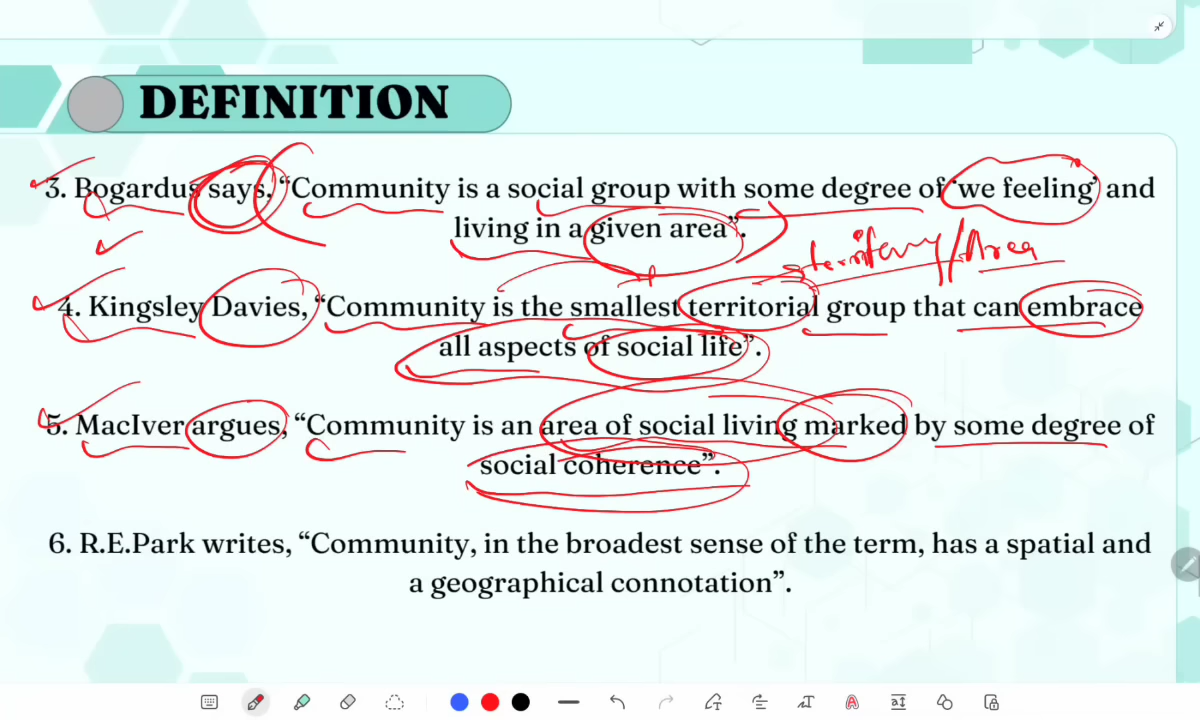 DEFINITION
3. Bogardus says, “Community is a social group with some degree of ‘we feeling’ and
living in a given area”.
territory/Area
4. Kingsley Davies, “Community is the smallest territorial group that can embrace
all aspects of social life”.
5. MacIver argues, “Community is an area of social living marked by some degree of
social coherence”.
6. R.E.Park writes, “Community, in the broadest sense of the term, has a spatial and
a geographical connotation”.